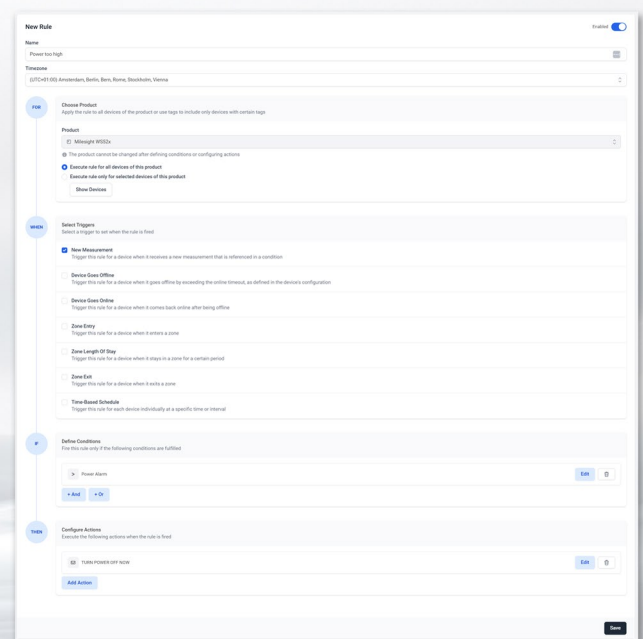 New Rule
Enabled
Name
Power too high
Timezone
(UTC+01:00) Amsterdam, Berlin, Bern, Rome, Stockholm, Vienna
FOR
Choose Product
Apply the rule to all devices of the product or use tags to include only devices with certain tags
Product
Milesight WS52x
The product cannot be changed after defining conditions or configuring actions
Execute rule for all devices of this product
Execute rule only for selected devices of this product
Show Devices
WHEN
Select Triggers
Select a trigger to set when the rule is fired
New Measurement
Trigger this rule for a device when it receives a new measurement that is referenced in a condition
Device Goes Offline
Trigger this rule for a device when it goes offline by exceeding the online timeout, as defined in the device's configuration
Device Goes Online
Trigger this rule for a device when it comes back online after being offline
Zone Entry
Trigger this rule for a device when it enters a zone
Zone Length Of Stay
Trigger this rule for a device when it stays in a zone for a certain period
Zone Exit
Trigger this rule for a device when it exits a zone
Time-Based Schedule
Trigger this rule for each device individually at a specific time or interval
IF
Define Conditions
Fire this rule only if the following conditions are fulfilled
> Power Alarm
Edit
+ And + Or
THEN
Configure Actions
Execute the following actions when the rule is fired
TURN POWER OFF NOW
Edit
Add Action
Save